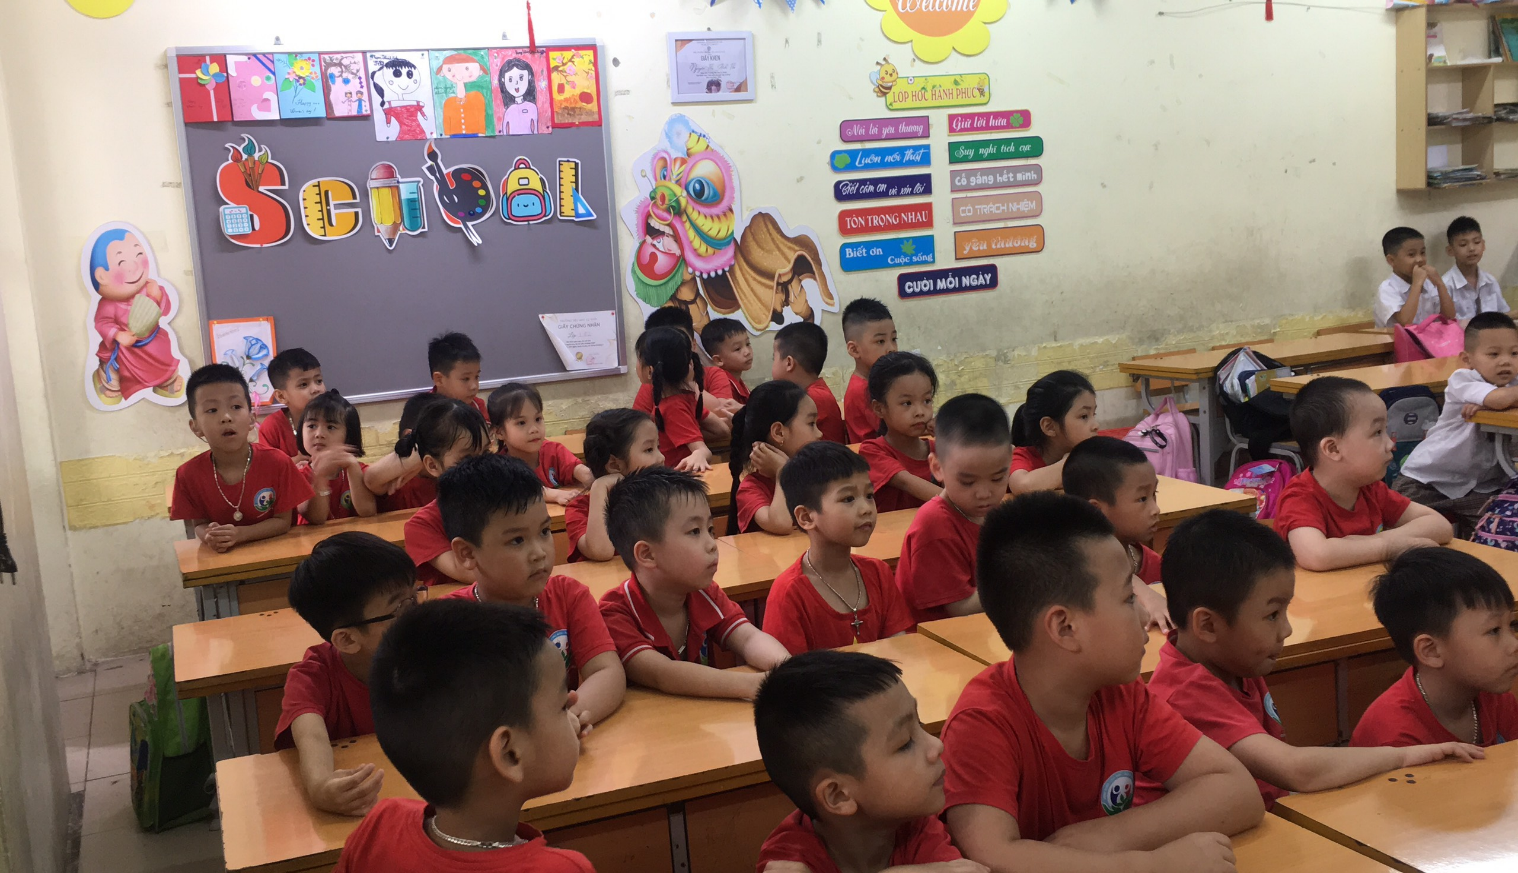 Welcome
GIẤY KHEN
LỚP HỌC HẠNH PHÚC
Nói lời yêu thương
Giữ lời hứa
Luôn nói thật
Suy nghĩ tích cực
Biết cảm ơn và xin lỗi
Cố gắng hết mình
TÔN TRỌNG NHAU
CÓ TRÁCH NHIỆM
Biết ơn
Cuộc sống
yêu thương
CƯỜI MỖI NGÀY
SCHOOL
GIẤY CHỨNG NHẬN